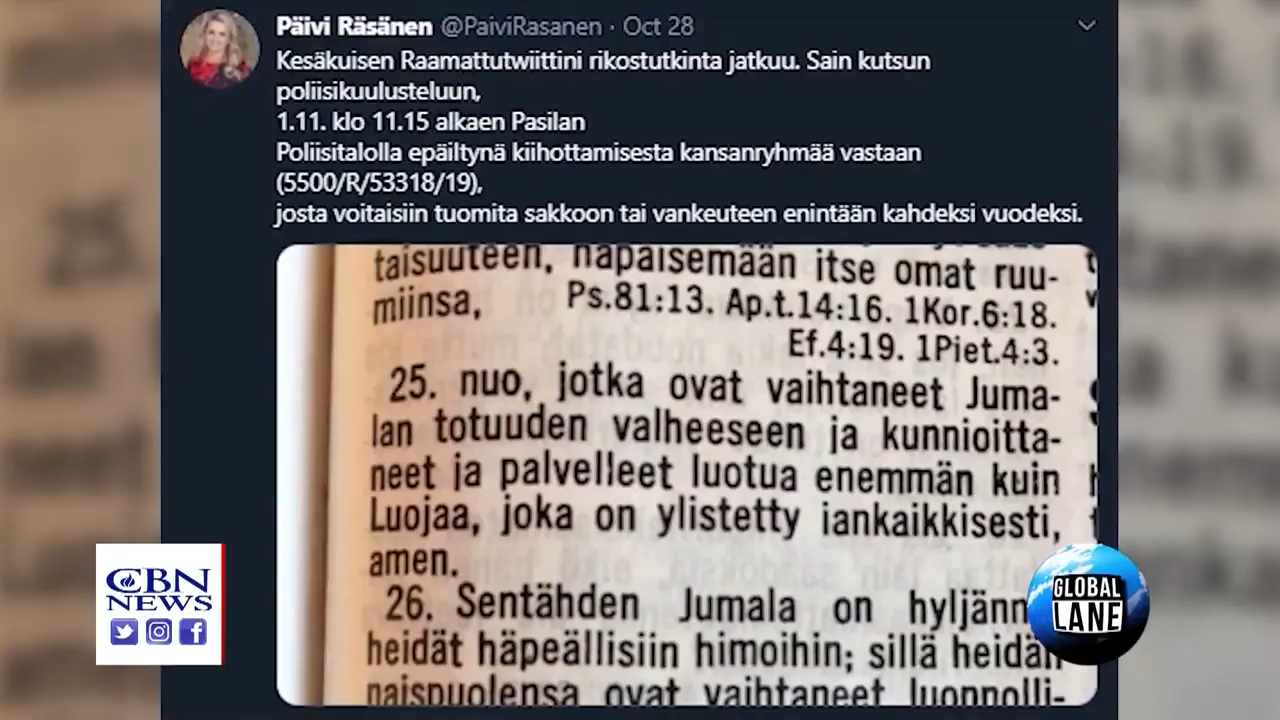 Päivi Räsänen @PaiviRasanen · Oct 28
Kesäkuisen Raamattutwiittini rikostutkinta jatkuu. Sain kutsun
poliisikuulusteluun,
1.11. klo 11.15 alkaen Pasilan
Poliisitalolla epäiltynä kiihottamisesta kansanryhmää vastaan
(5500/R/53318/19),
josta voitaisiin tuomita sakkoon tai vankeuteen enintään kahdeksi vuodeksi.
taisuuteen, häpäisemään itse omat ruu-
miinsa, Ps.81:13. Ap.t.14:16. 1Kor.6:18.
Ef.4:19. 1Piet.4:3.
25. nuo, jotka ovat vaihtaneet Juma-
lan totuuden valheeseen ja kunnioitta-
neet ja palvelleet luotua enemmän kuin
Luojaa, joka on ylistetty iankaikkisesti,
amen.
26. Sentähden Jumala on hyljänn
heidät häpeällisiin himoihin; sillä heidän
naispuolensa ovat vaihtaneet luonnolli-
CBN
NEWS
GLOBAL
LANE